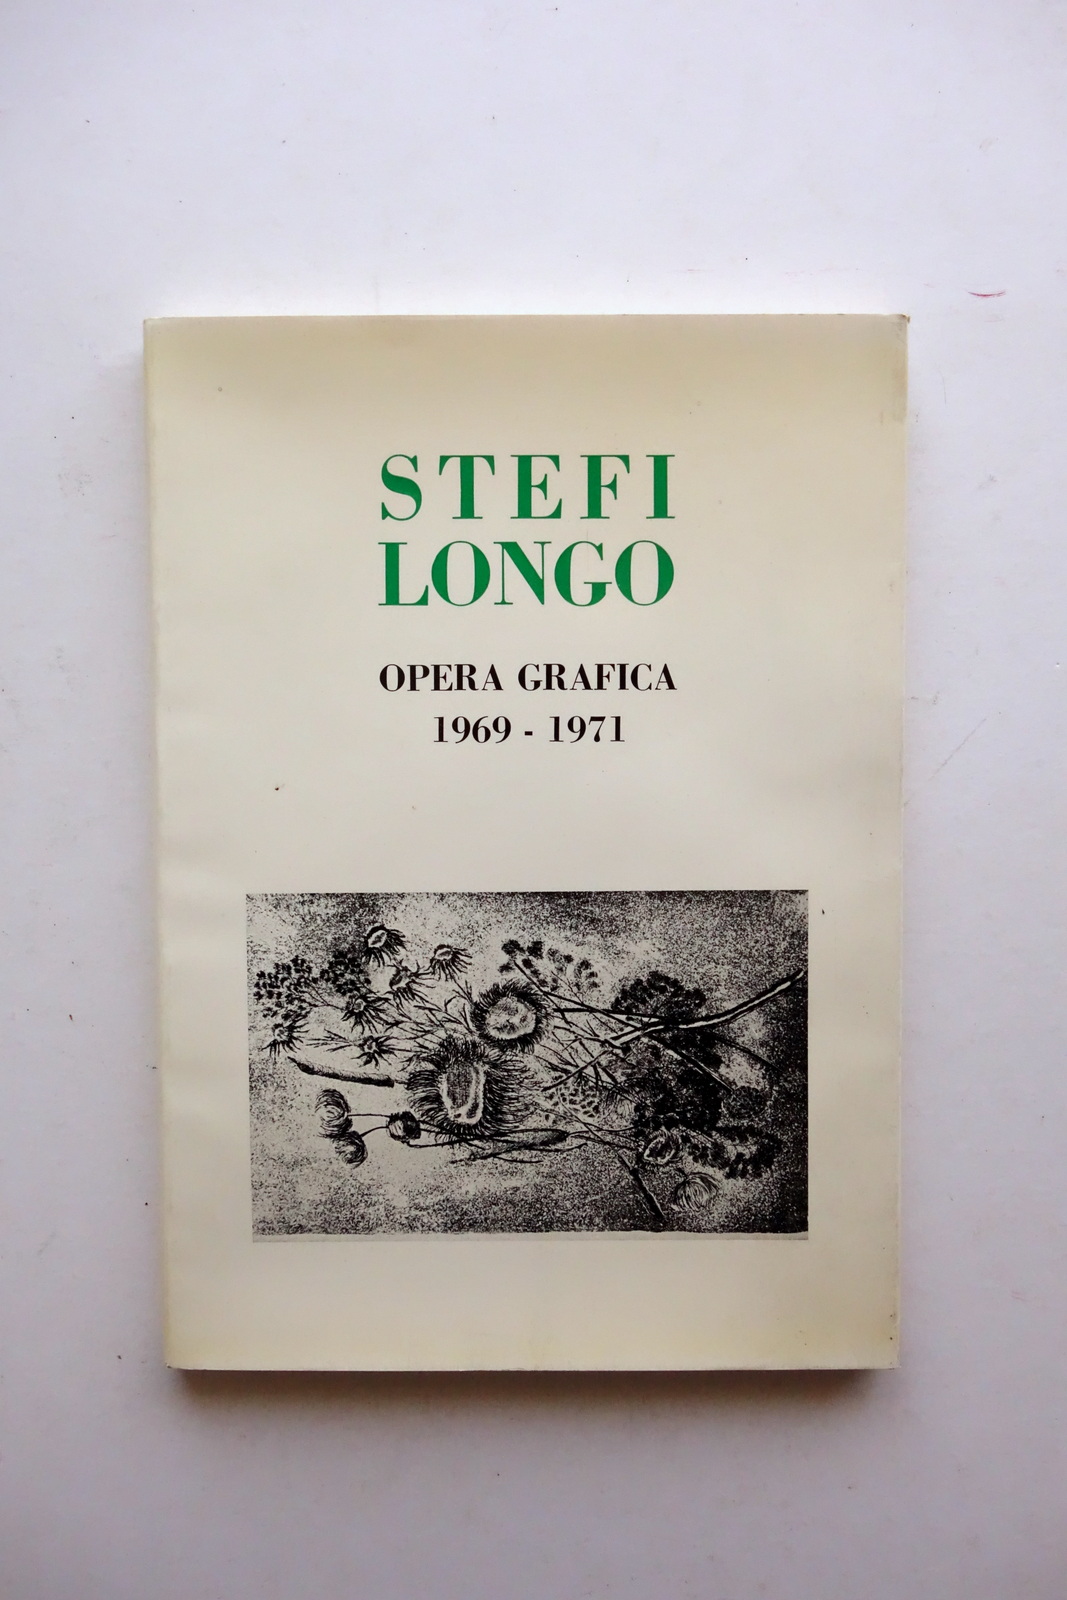 STEFI
LONGO
OPERA GRAFICA
1969 - 1971